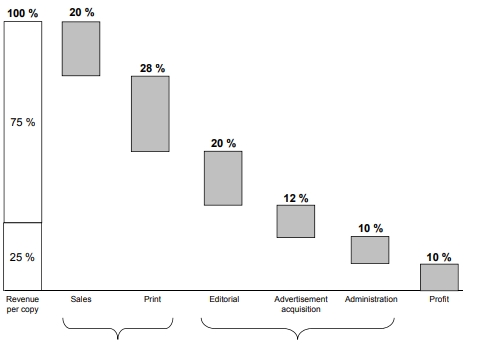 100 %
20 %
28 %
75 %
20 %
12 %
10 %
25 %
10 %
Revenue
per copy
Sales
Print
Editorial
Advertisement
acquisition
Administration
Profit